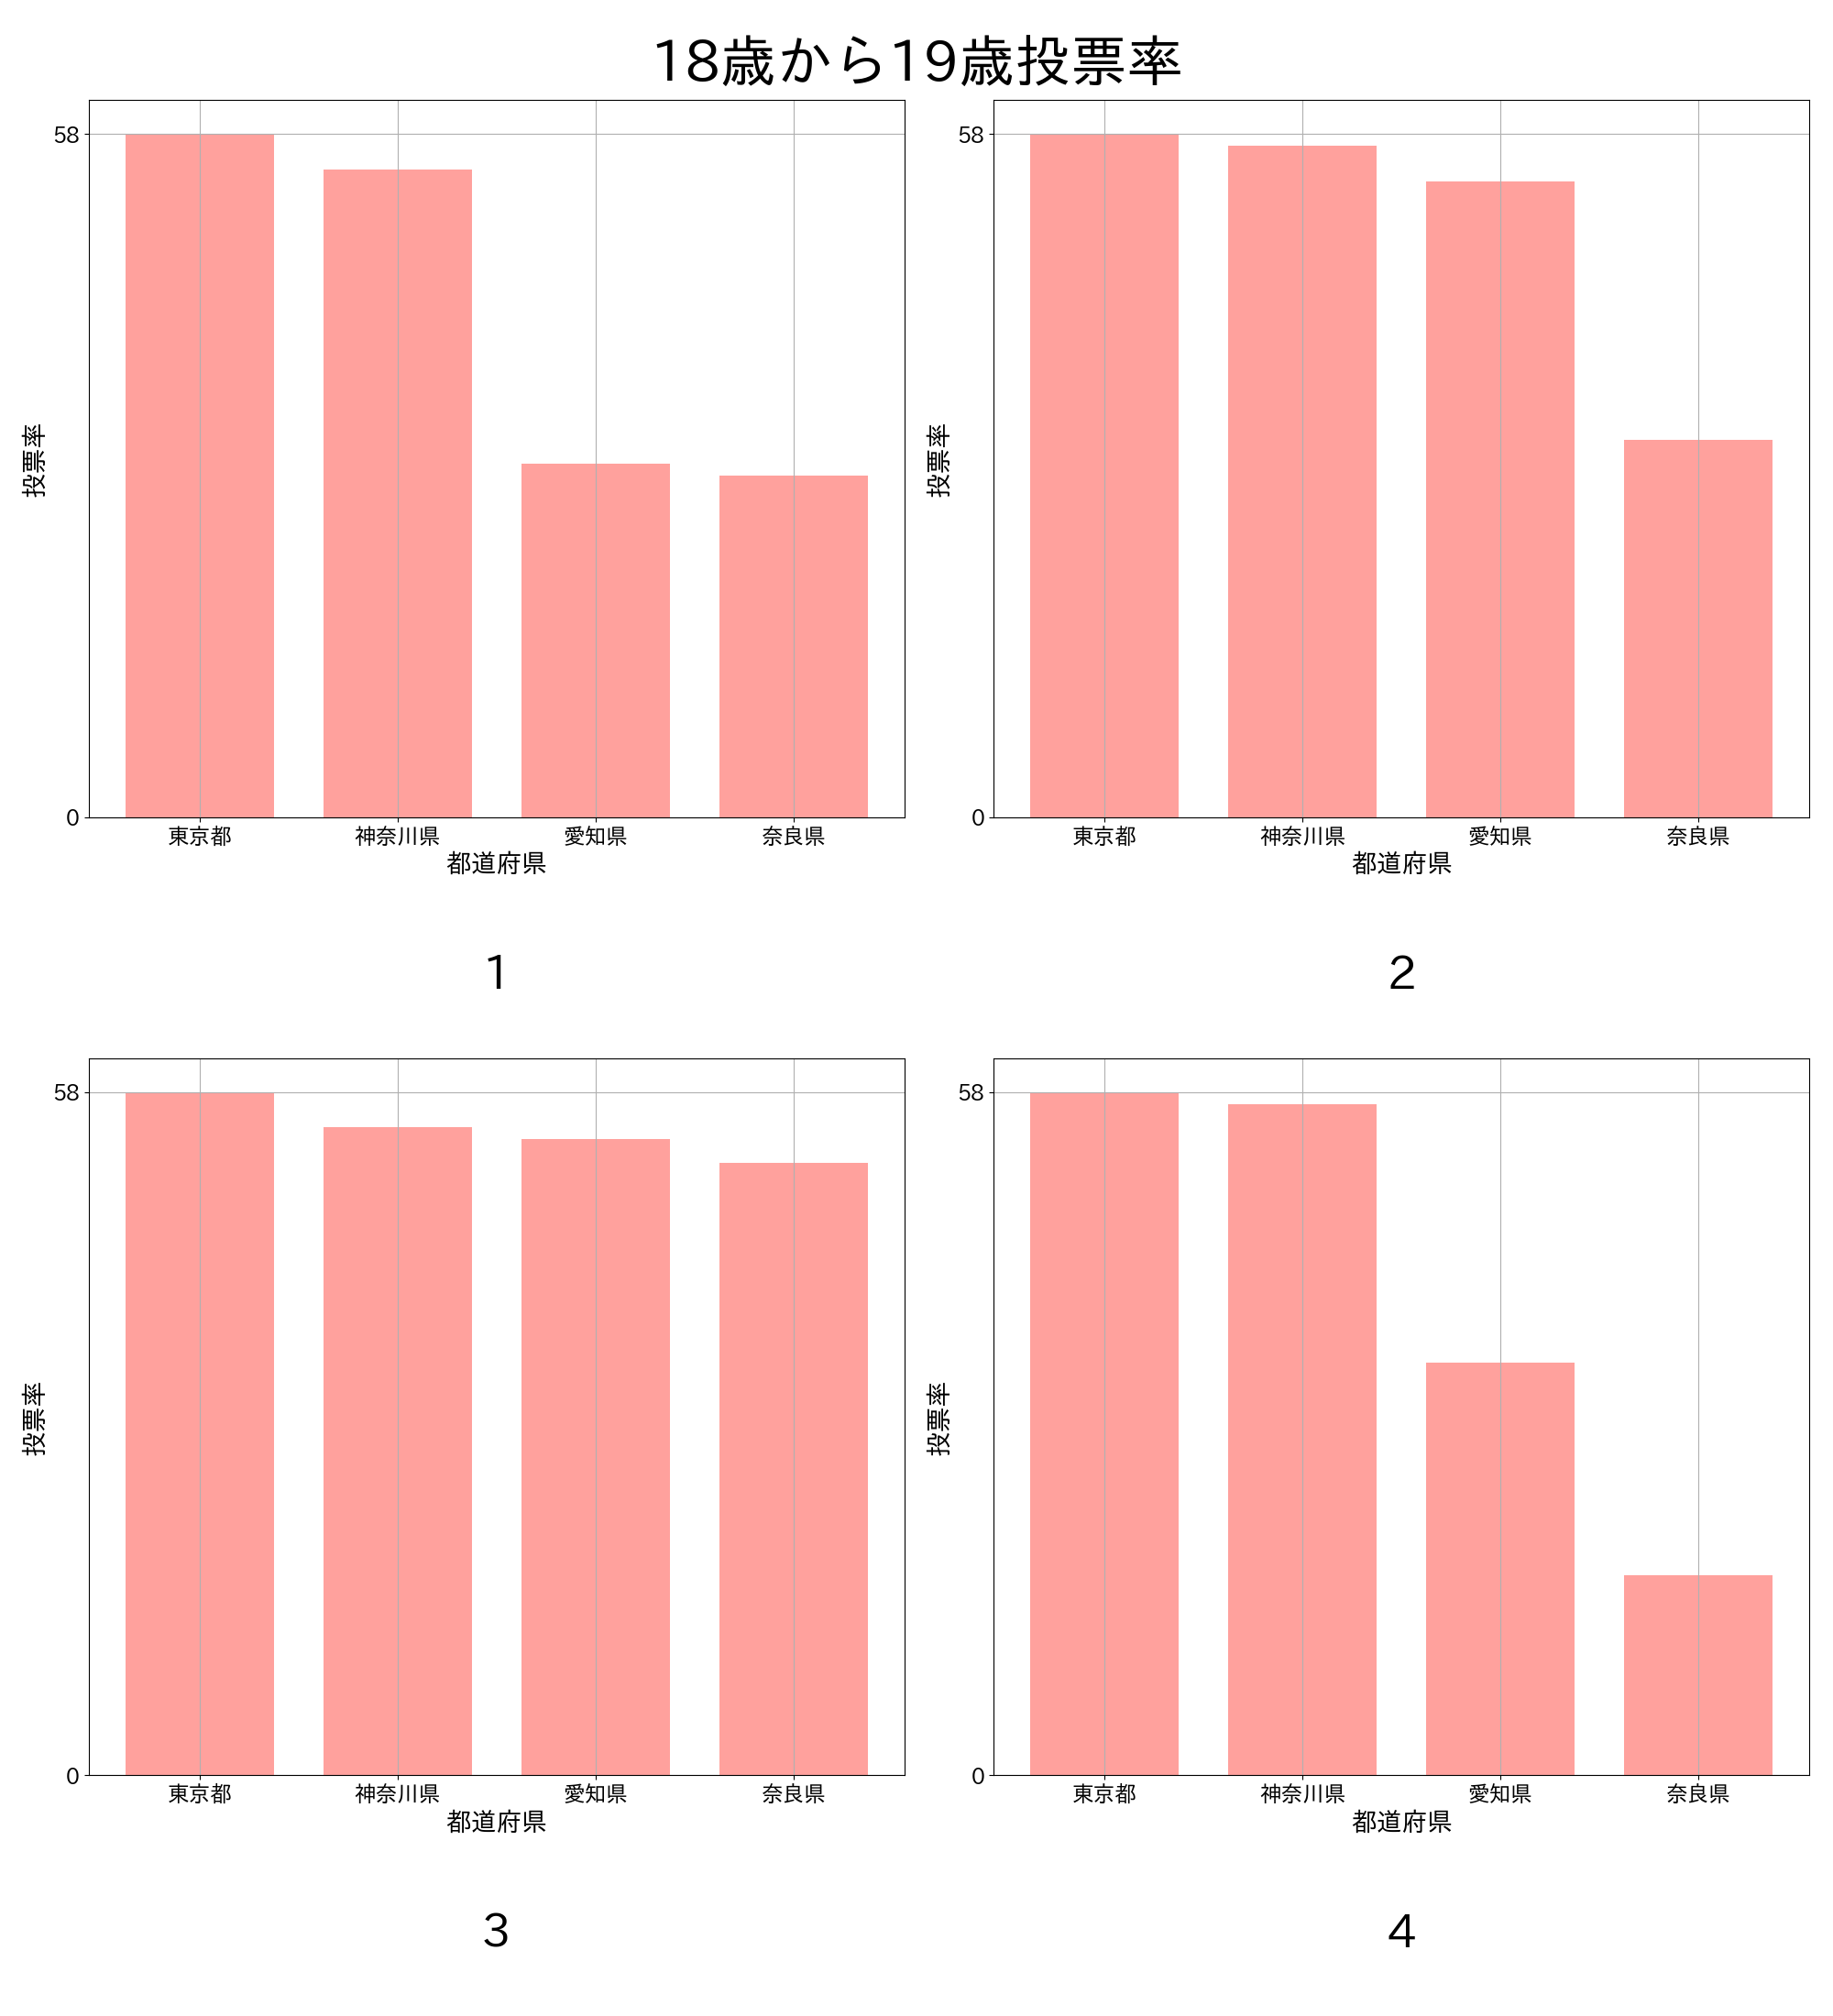 18歳から19歳投票率
58
0
投票率
東京都 神奈川県 愛知県 奈良県
都道府県
1
58
0
投票率
東京都 神奈川県 愛知県 奈良県
都道府県
2
58
0
投票率
東京都 神奈川県 愛知県 奈良県
都道府県
3
58
0
投票率
東京都 神奈川県 愛知県 奈良県
都道府県
4